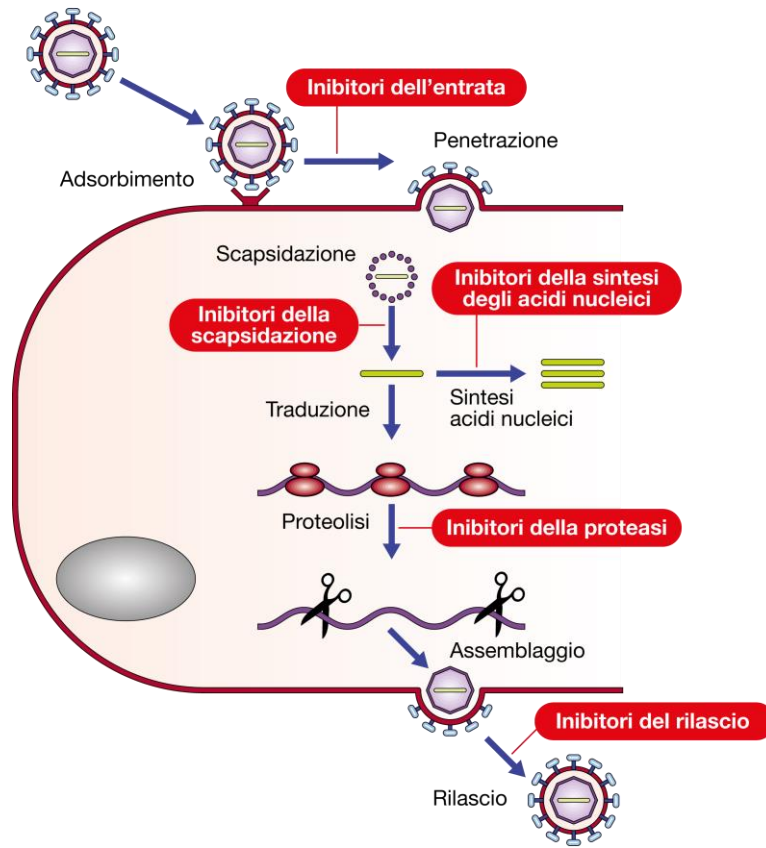 Inibitori dell'entrata
Adsorbimento
Penetrazione
Scapsidazione
Inibitori della sintesi
degli acidi nucleici
Inibitori della
scapsidazione
Traduzione
Sintesi
acidi nucleici
Proteolisi
Inibitori della proteasi
Assemblaggio
Inibitori del rilascio
Rilascio